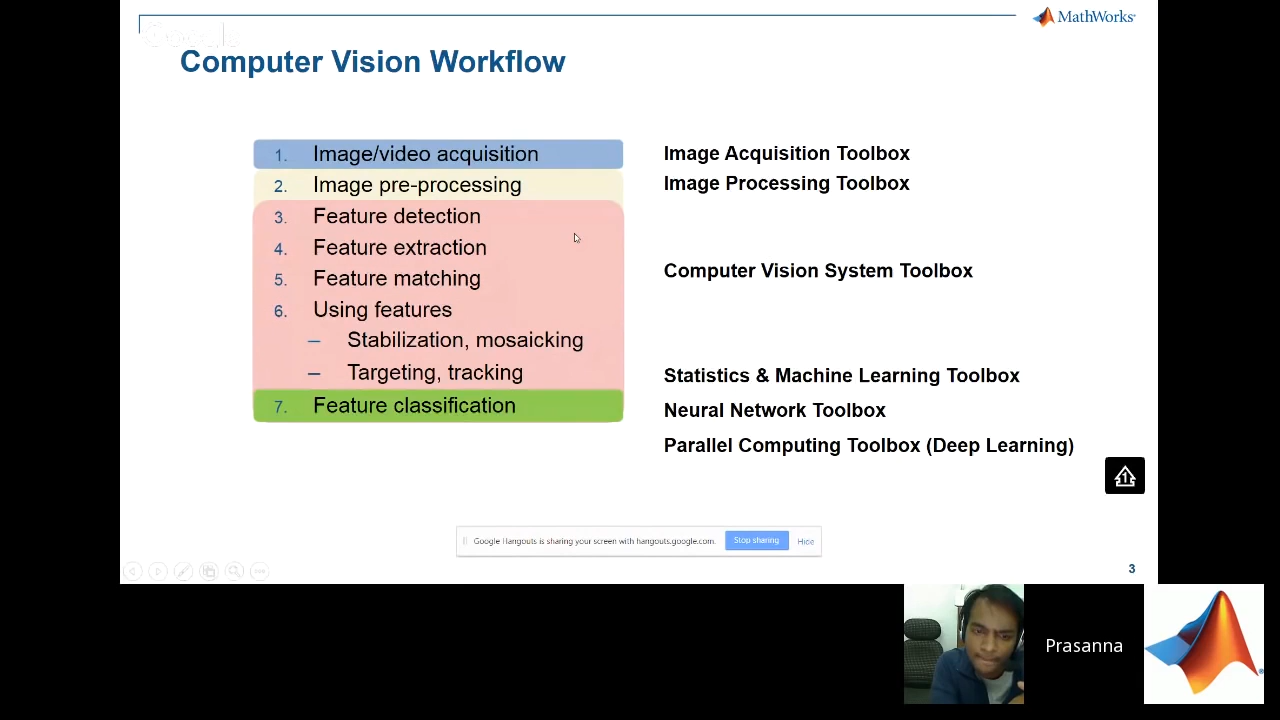 MathWorks®
Computer Vision Workflow
1. Image/video acquisition
2. Image pre-processing
3. Feature detection
4. Feature extraction
5. Feature matching
6. Using features
– Stabilization, mosaicking
– Targeting, tracking
7. Feature classification
Image Acquisition Toolbox
Image Processing Toolbox
Computer Vision System Toolbox
Statistics & Machine Learning Toolbox
Neural Network Toolbox
Parallel Computing Toolbox (Deep Learning)
1
Google Hangouts is sharing your screen with hangouts.google.com. Stop sharing Hide
3
Prasanna
®